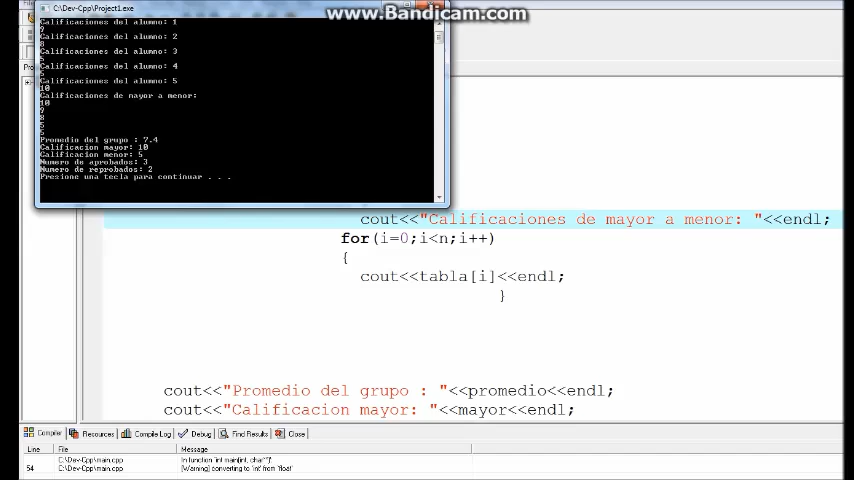 C:\Dev-Cpp\Project1.exe
www.Bandicam.com
Calificaciones del alumno: 1
Calificaciones del alumno: 2
Calificaciones del alumno: 3
Calificaciones del alumno: 4
Calificaciones del alumno: 5
10
Calificaciones de mayor a menor:
10
9
8
5
5
Promedio del grupo : 7.4
Calificacion mayor: 10
Calificacion menor: 5
Numero de aprobados: 3
Numero de reprobados: 2
Presione una tecla para continuar . . .
cout<<"Calificaciones de mayor a menor: "<<endl;
for(i=0;i<n;i++)
{
cout<<tabla[i]<<endl;
}
cout<<"Promedio del grupo : "<<promedio<<endl;
cout<<"Calificacion mayor: "<<mayor<<endl;
Compiler Resources Compile Log Debug Find Results Close
Line File Message
C:\Dev-Cpp\main.cpp In function 'int main(int, char**)':
54 C:\Dev-Cpp\main.cpp [Warning] converting to 'int' from 'float'